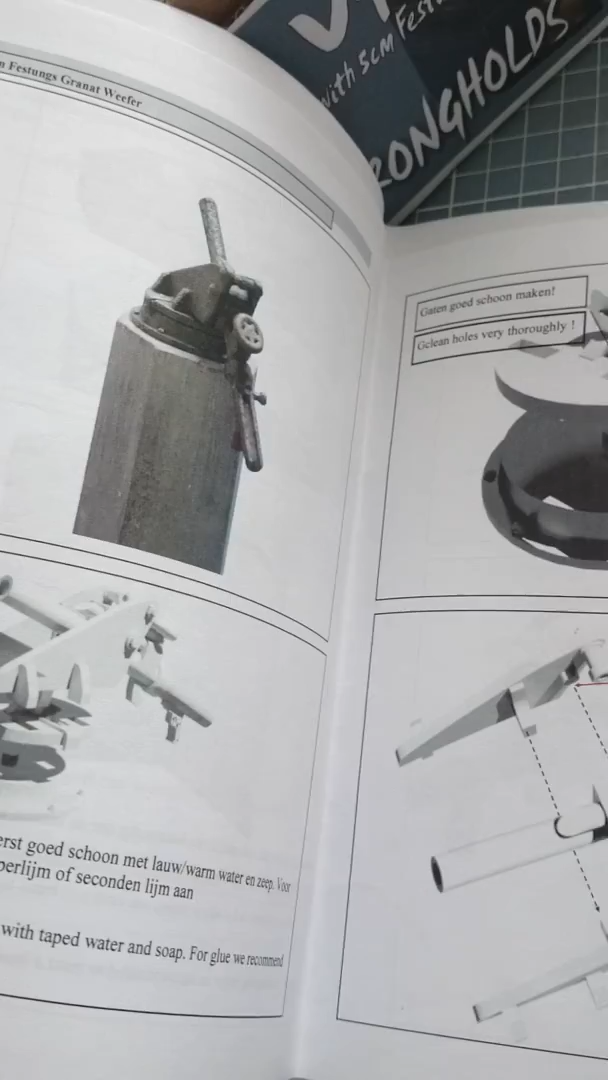 with 5cm
RONGHOLDS
n Festungs Granat Weefer
erst goed schoon met lauw/warm water en zeep. Voor
perlijm of seconden lijm aan
with taped water and soap. For glue we recommend
Gaten goed schoon maken!
Gclean holes very thoroughly !